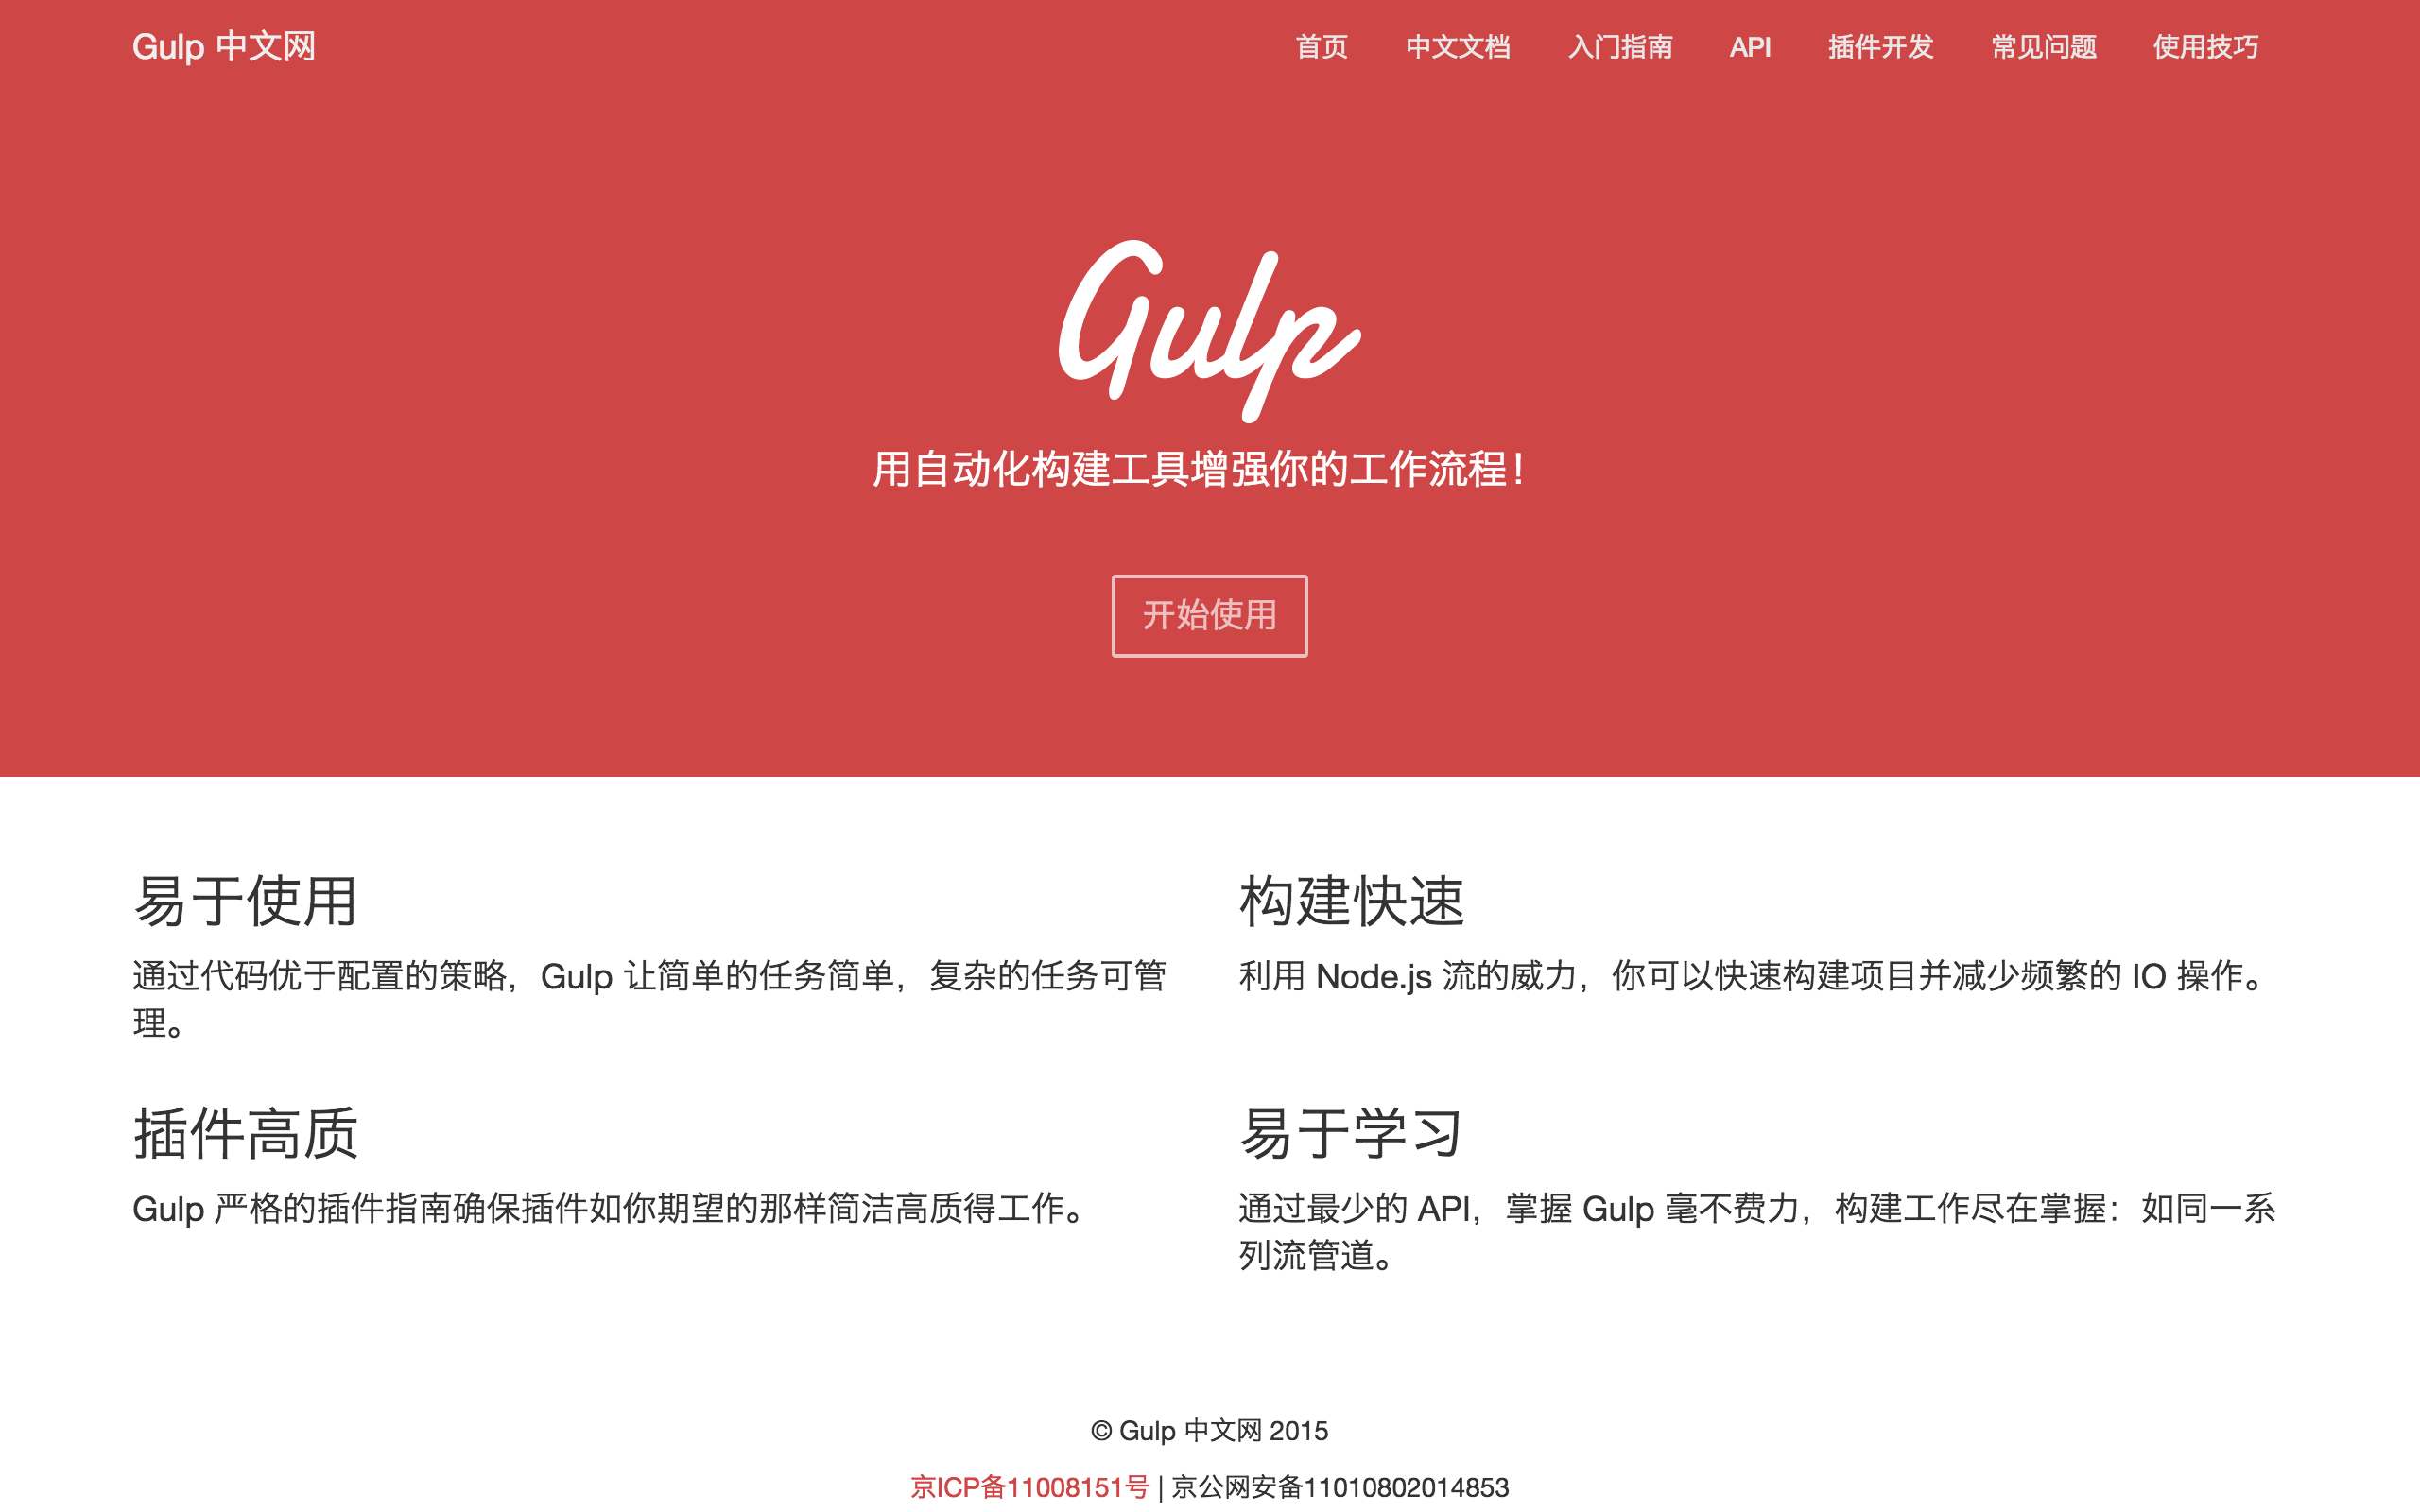 Gulp 中文网
首页 中文文档 入门指南 API 插件开发 常见问题 使用技巧
Gulp
用自动化构建工具增强你的工作流程！
开始使用
易于使用
通过代码优于配置的策略，Gulp 让简单的任务简单，复杂的任务可管
理。
构建快速
利用 Node.js 流的威力，你可以快速构建项目并减少频繁的 IO 操作。
插件高质
Gulp 严格的插件指南确保插件如你期望的那样简洁高质得工作。
易于学习
通过最少的 API，掌握 Gulp 毫不费力，构建工作尽在掌握：如同一系
列流管道。
© Gulp 中文网 2015
京ICP备11008151号 | 京公网安备11010802014853